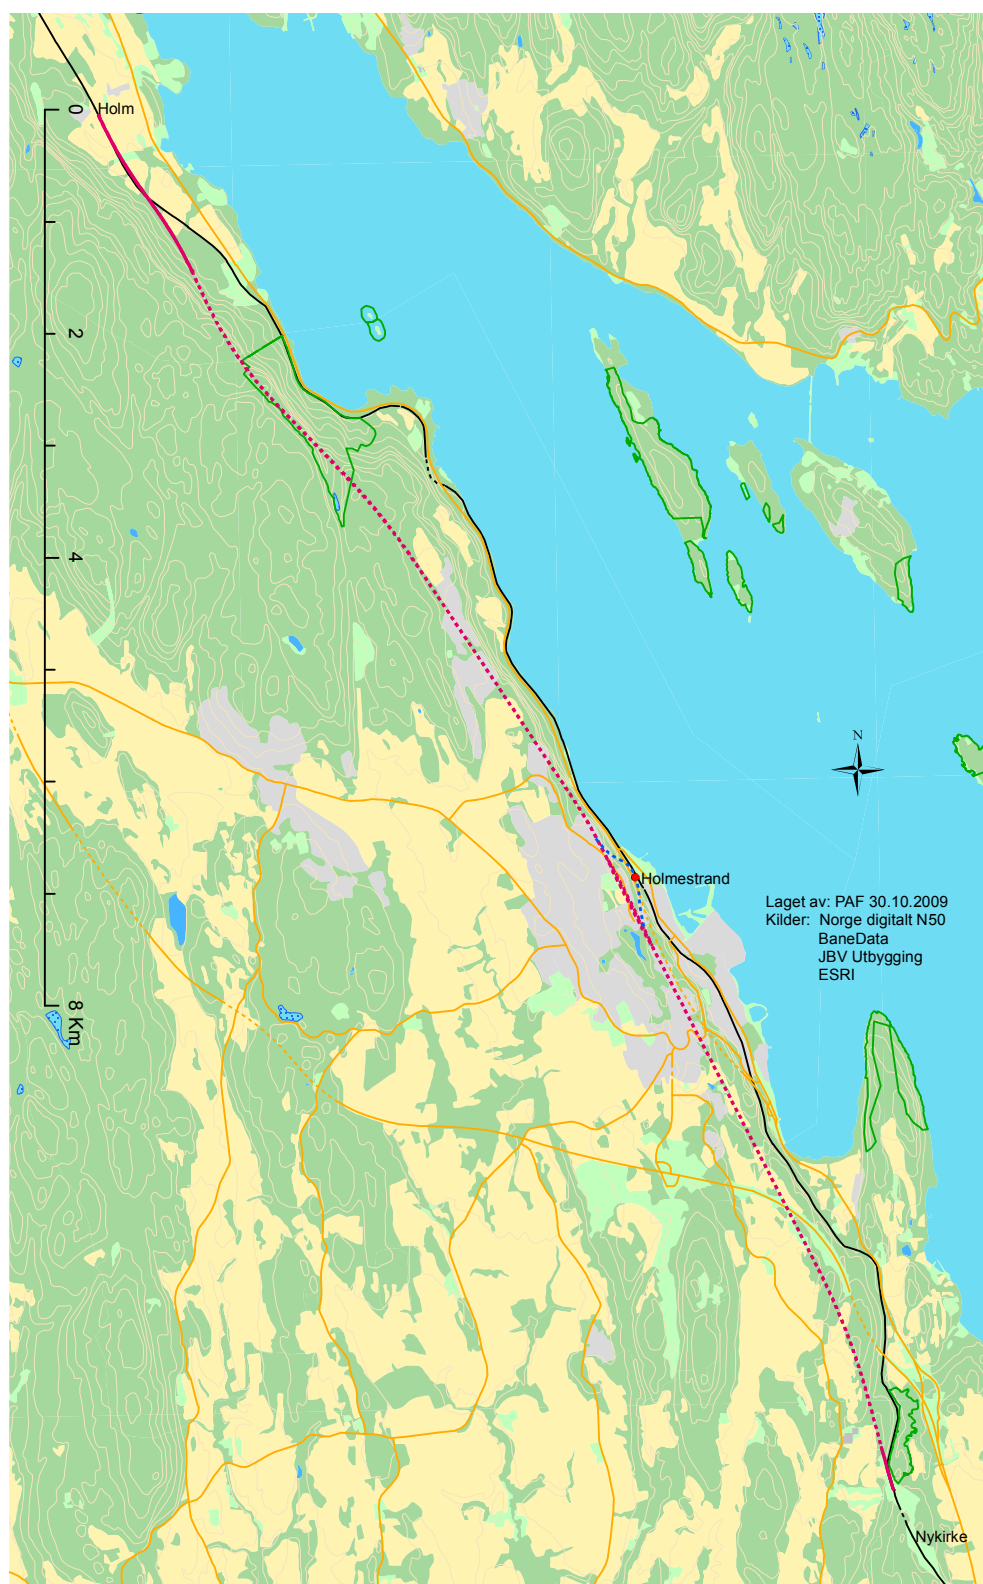 Holm
0
2
4
8 Km
N
Holmestrand
Laget av: PAF 30.10.2009
Kilder: Norge digitalt N50
BaneData
JBV Utbygging
ESRI
Nykirke